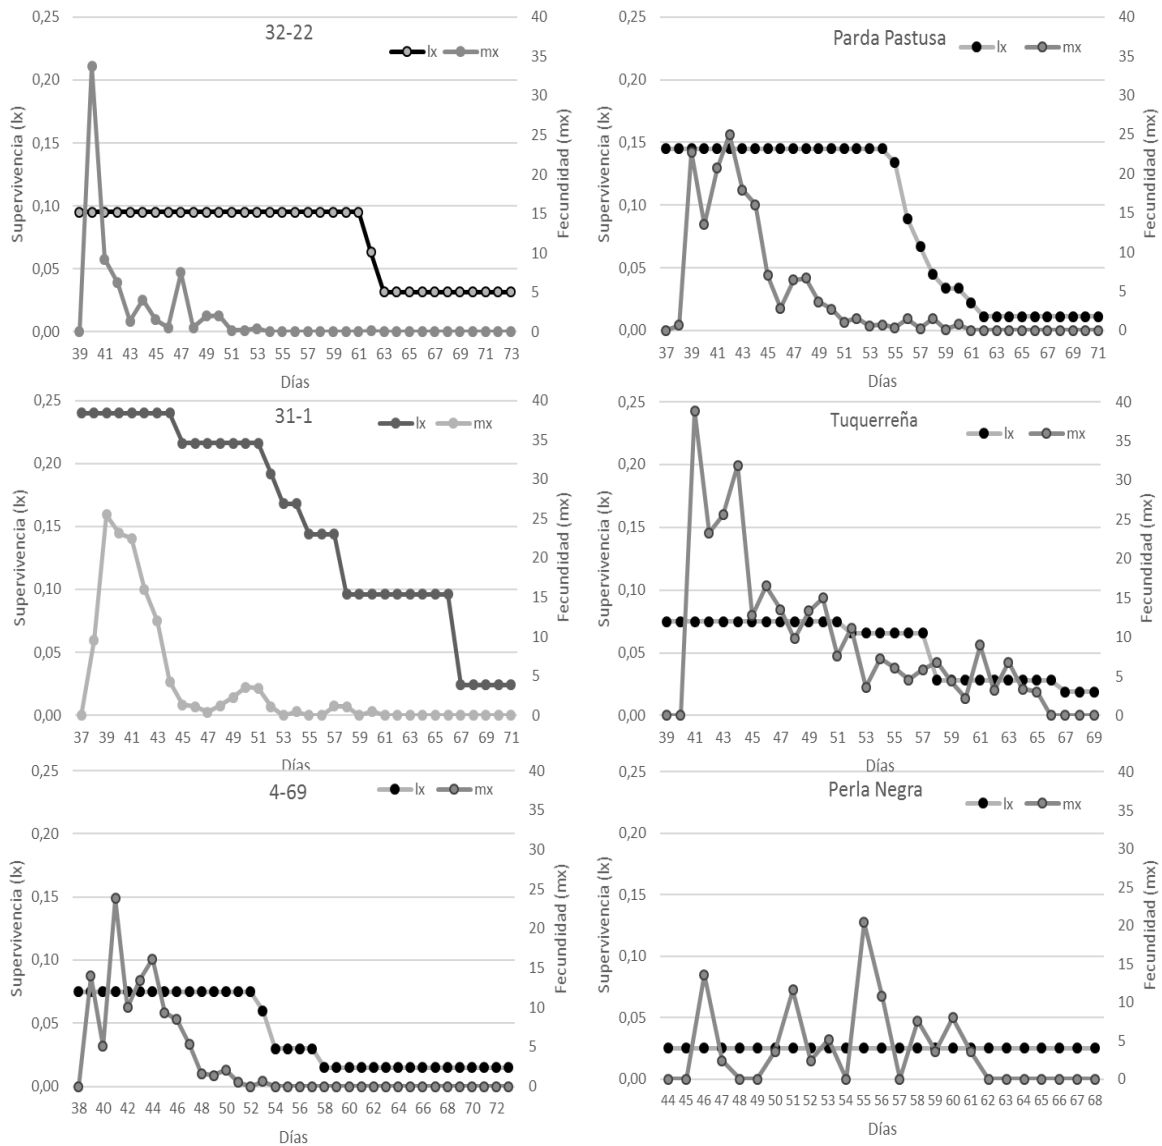 32-22
lx mx
Supervivencia (lx)
0,25
0,20
0,15
0,10
0,05
0,00
40
35
30
25
20
15
10
5
0
Fecundidad (mx)
39 41 43 45 47 49 51 53 55 57 59 61 63 65 67 69 71 73
Días
Parda Pastusa
lx mx
Supervivencia (lx)
0,25
0,20
0,15
0,10
0,05
0,00
40
35
30
25
20
15
10
5
0
Fecundidad (mx)
37 39 41 43 45 47 49 51 53 55 57 59 61 63 65 67 69 71
Días
31-1
lx mx
Supervivencia (lx)
0,25
0,20
0,15
0,10
0,05
0,00
40
35
30
25
20
15
10
5
0
Fecundidad (mx)
37 39 41 43 45 47 49 51 53 55 57 59 61 63 65 67 69 71
Días
Tuquerreña
lx mx
Supervivencia (lx)
0,25
0,20
0,15
0,10
0,05
0,00
40
35
30
25
20
15
10
5
0
Fecundidad (mx)
39 41 43 45 47 49 51 53 55 57 59 61 63 65 67 69
Días
4-69
lx mx
Supervivencia (lx)
0,25
0,20
0,15
0,10
0,05
0,00
40
35
30
25
20
15
10
5
0
Fecundidad (mx)
38 40 42 44 46 48 50 52 54 56 58 60 62 64 66 68 70 72
Días
Perla Negra
lx mx
Supervivencia (lx)
0,25
0,20
0,15
0,10
0,05
0,00
40
35
30
25
20
15
10
5
0
Fecundidad (mx)
44 45 46 47 48 49 50 51 52 53 54 55 56 57 58 59 60 61 62 63 64 65 66 67 68
Días